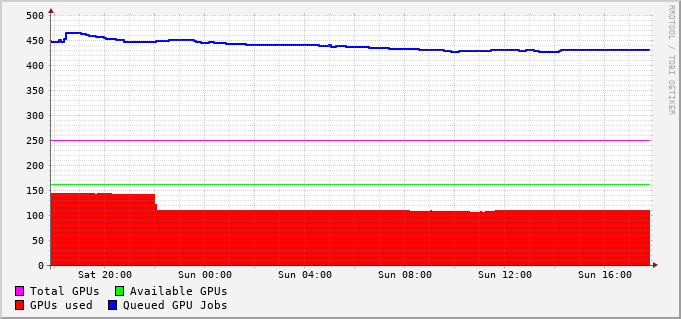 500
450
400
350
300
250
200
150
100
50
0
Sat 20:00 Sun 00:00 Sun 04:00 Sun 08:00 Sun 12:00 Sun 16:00
Total GPUs Available GPUs
GPUs used Queued GPU Jobs
RRDTOOL / TOBI OETIKER